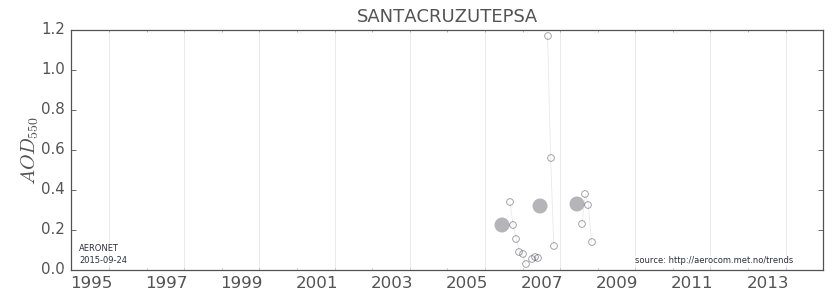 SANTACRUZUTEPSA
1.2
1.0
0.8
0.6
0.4
0.2
0.0
AOD550
AERONET
2015-09-24
source: http://aerocom.met.no/trends
1995 1997 1999 2001 2003 2005 2007 2009 2011 2013